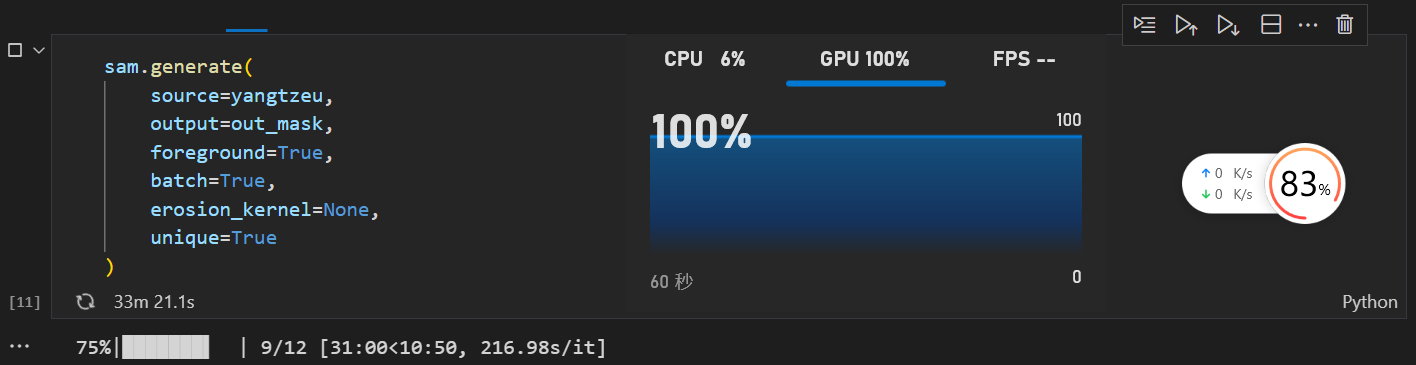 CPU 6% GPU 100% FPS --
sam.generate(
source=yangtzeu,
output=out_mask,
foreground=True,
batch=True,
erosion_kernel=None,
unique=True
)
100%
100
60 秒
0
0 K/s
0 K/s
83%
[11] 33m 21.1s Python
75%|████████ | 9/12 [31:00<10:50, 216.98s/it]